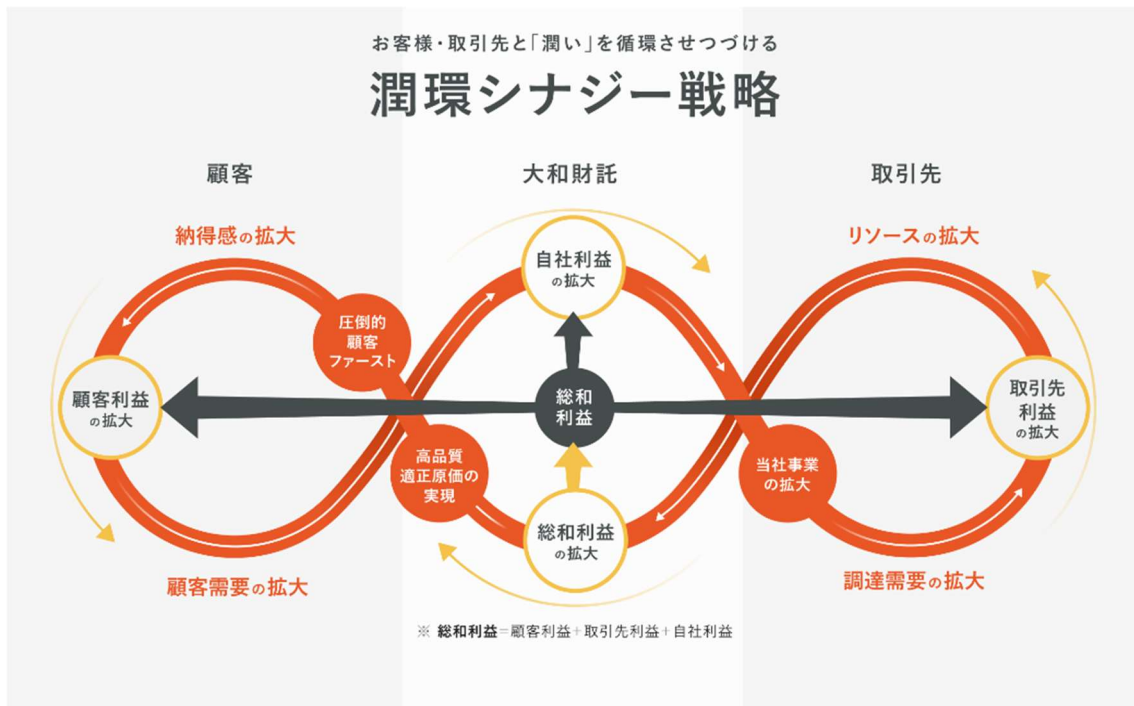 お客様・取引先と「潤い」を循環させつづける
潤環シナジー戦略
顧客
大和財託
取引先
納得感の拡大
自社利益
の拡大
リソースの拡大
圧倒的
顧客
ファースト
顧客利益
の拡大
総和
利益
取引先
利益
の拡大
高品質
適正原価の
実現
当社事業
の拡大
総和利益
の拡大
顧客需要の拡大
調達需要の拡大
※ 総和利益=顧客利益+取引先利益+自社利益